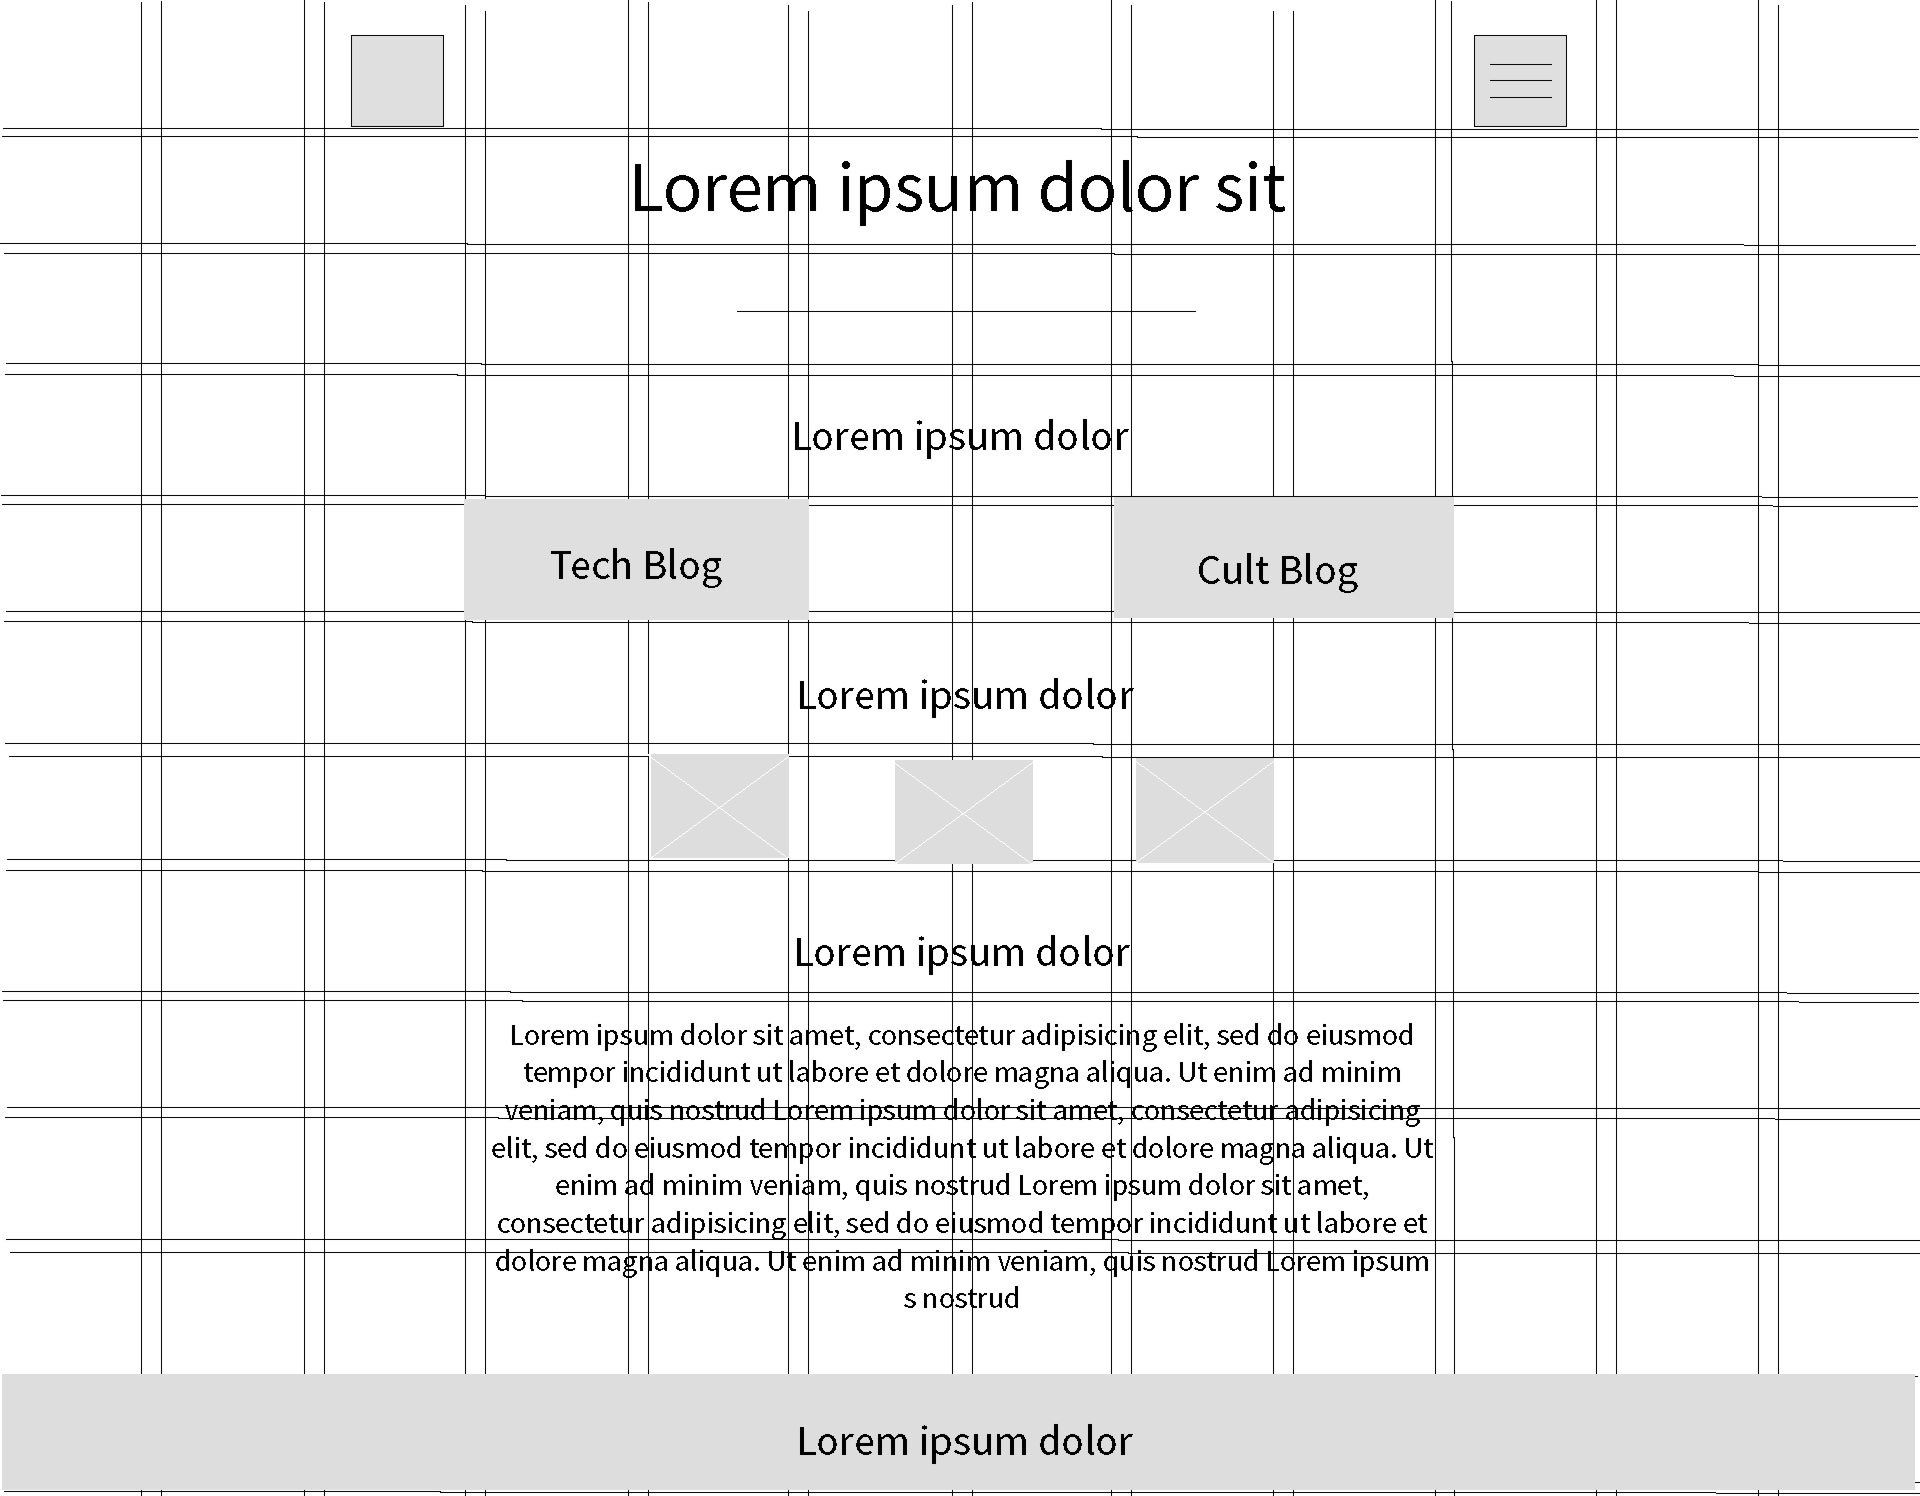 Lorem ipsum dolor sit
Lorem ipsum dolor
Tech Blog
Cult Blog
Lorem ipsum dolor
Lorem ipsum dolor
Lorem ipsum dolor sit amet, consectetur adipisicing elit, sed do eiusmod
tempor incididunt ut labore et dolore magna aliqua. Ut enim ad minim
veniam, quis nostrud Lorem ipsum dolor sit amet, consectetur adipisicing
elit, sed do eiusmod tempor incididunt ut labore et dolore magna aliqua. Ut
enim ad minim veniam, quis nostrud Lorem ipsum dolor sit amet,
consectetur adipisicing elit, sed do eiusmod tempor incididunt ut labore et
dolore magna aliqua. Ut enim ad minim veniam, quis nostrud Lorem ipsum
s nostrud
Lorem ipsum dolor